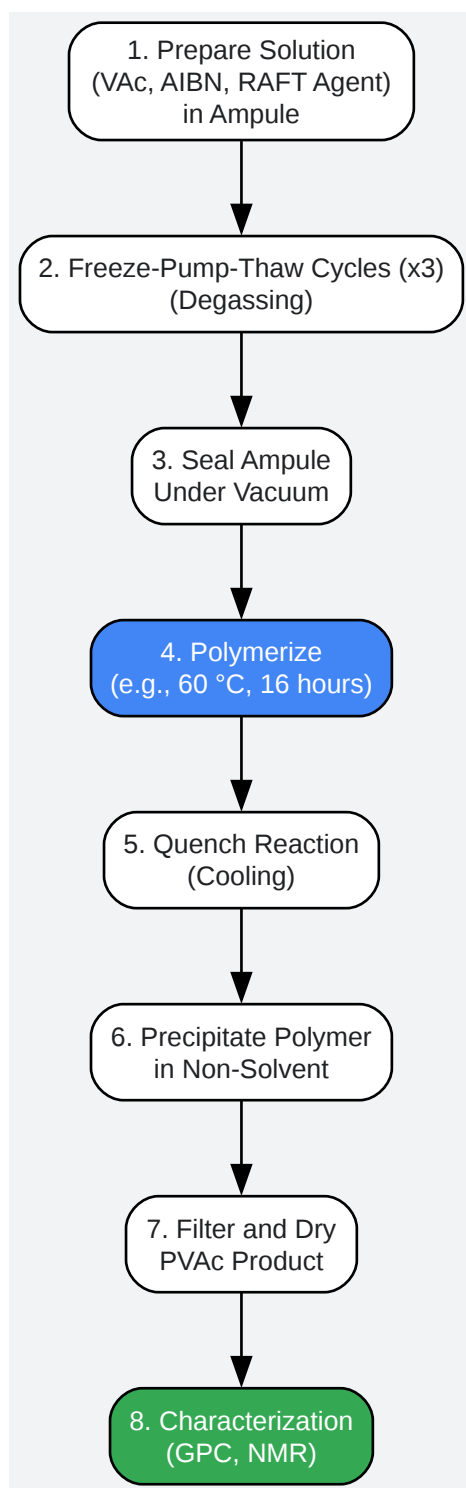 1. Prepare Solution
(VAc, AIBN, RAFT Agent)
in Ampule
2. Freeze-Pump-Thaw Cycles (x3)
(Degassing)
3. Seal Ampule
Under Vacuum
4. Polymerize
(e.g., 60 °C, 16 hours)
5. Quench Reaction
(Cooling)
6. Precipitate Polymer
in Non-Solvent
7. Filter and Dry
PVAc Product
8. Characterization
(GPC, NMR)